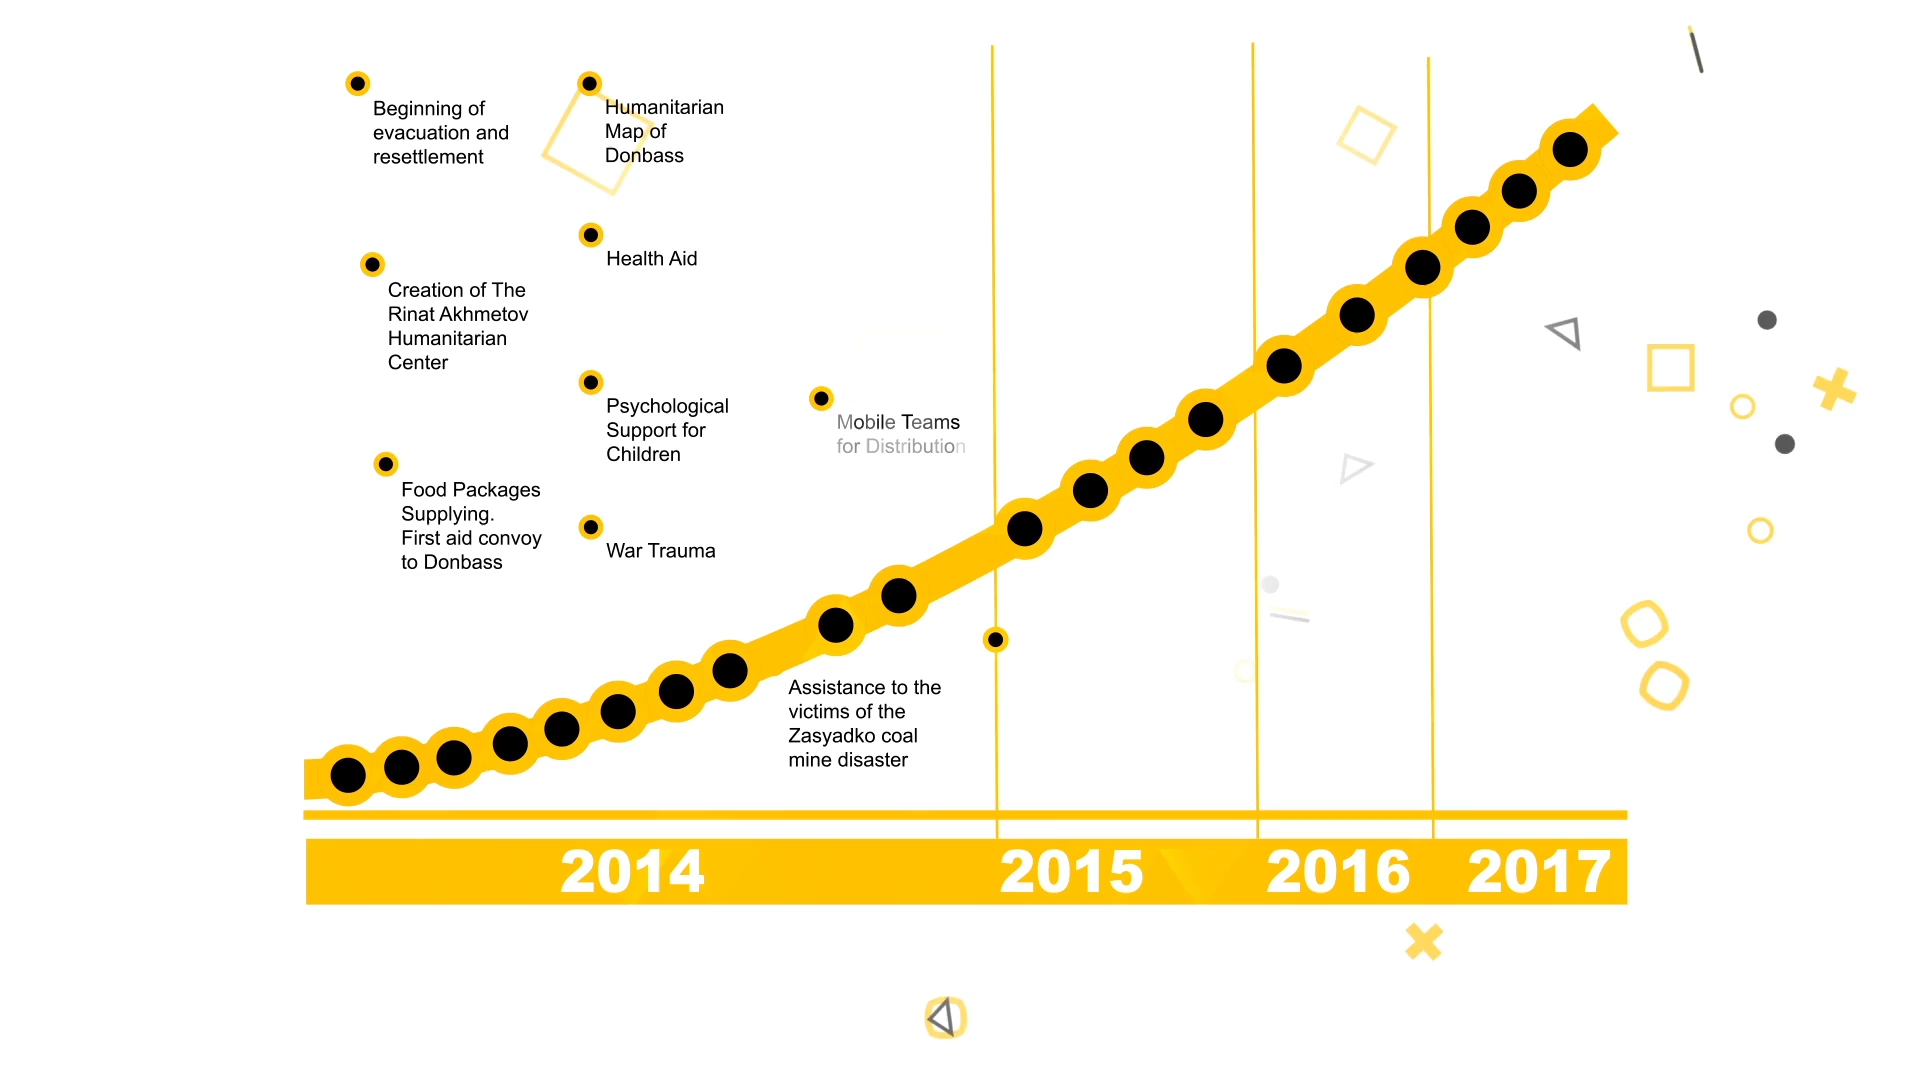 Beginning of
evacuation and
resettlement
Creation of The
Rinat Akhmetov
Humanitarian
Center
Food Packages
Supplying.
First aid convoy
to Donbass
Humanitarian
Map of
Donbass
Health Aid
Psychological
Support for
Children
War Trauma
Mobile Teams
for Distribution
Assistance to the
victims of the
Zasyadko coal
mine disaster
2014 2015 2016 2017